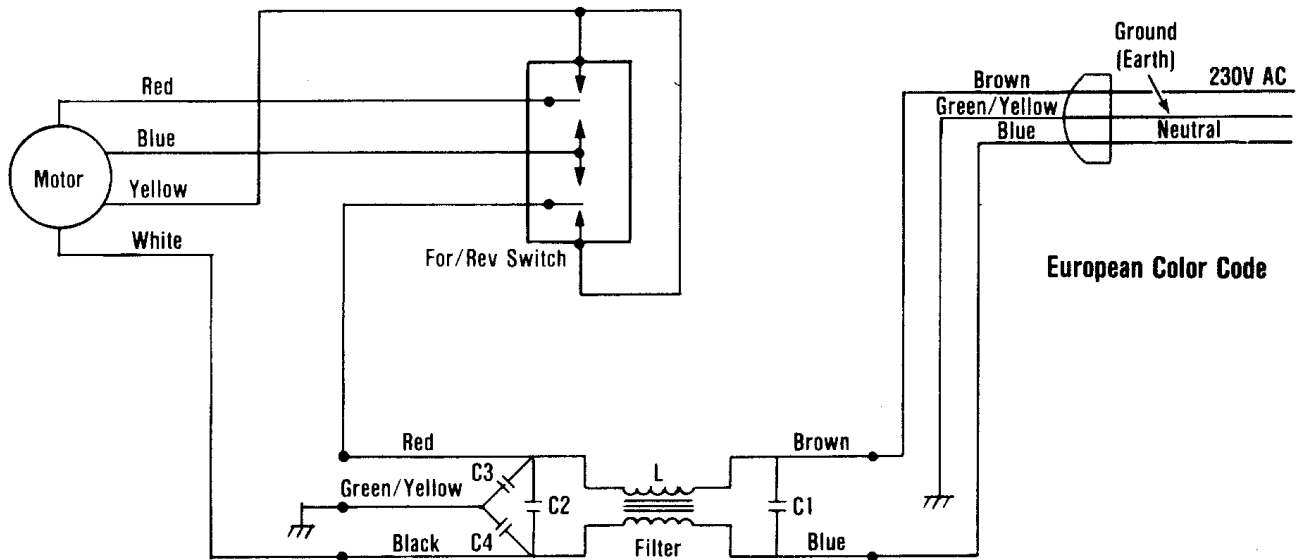 Ground
(Earth)
Brown
230V AC
Green/Yellow
Blue
Neutral
Red
Blue
Motor
Yellow
White
For/Rev Switch
European Color Code
Red
Brown
C3
L
Green/Yellow
C2
C1
C4
Black
Filter
Blue